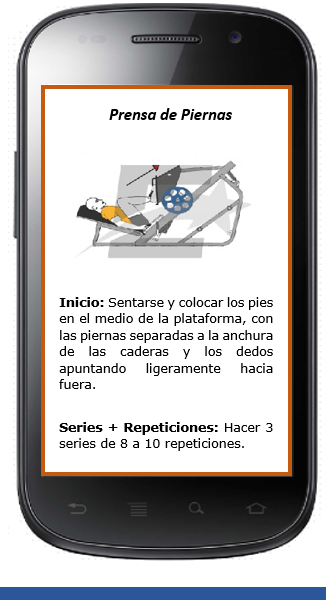 Prensa de Piernas
Inicio: Sentarse y colocar los pies
en el medio de la plataforma, con
las piernas separadas a la anchura
de las caderas y los dedos
apuntando ligeramente hacia
fuera.
Series + Repeticiones: Hacer 3
series de 8 a 10 repeticiones.